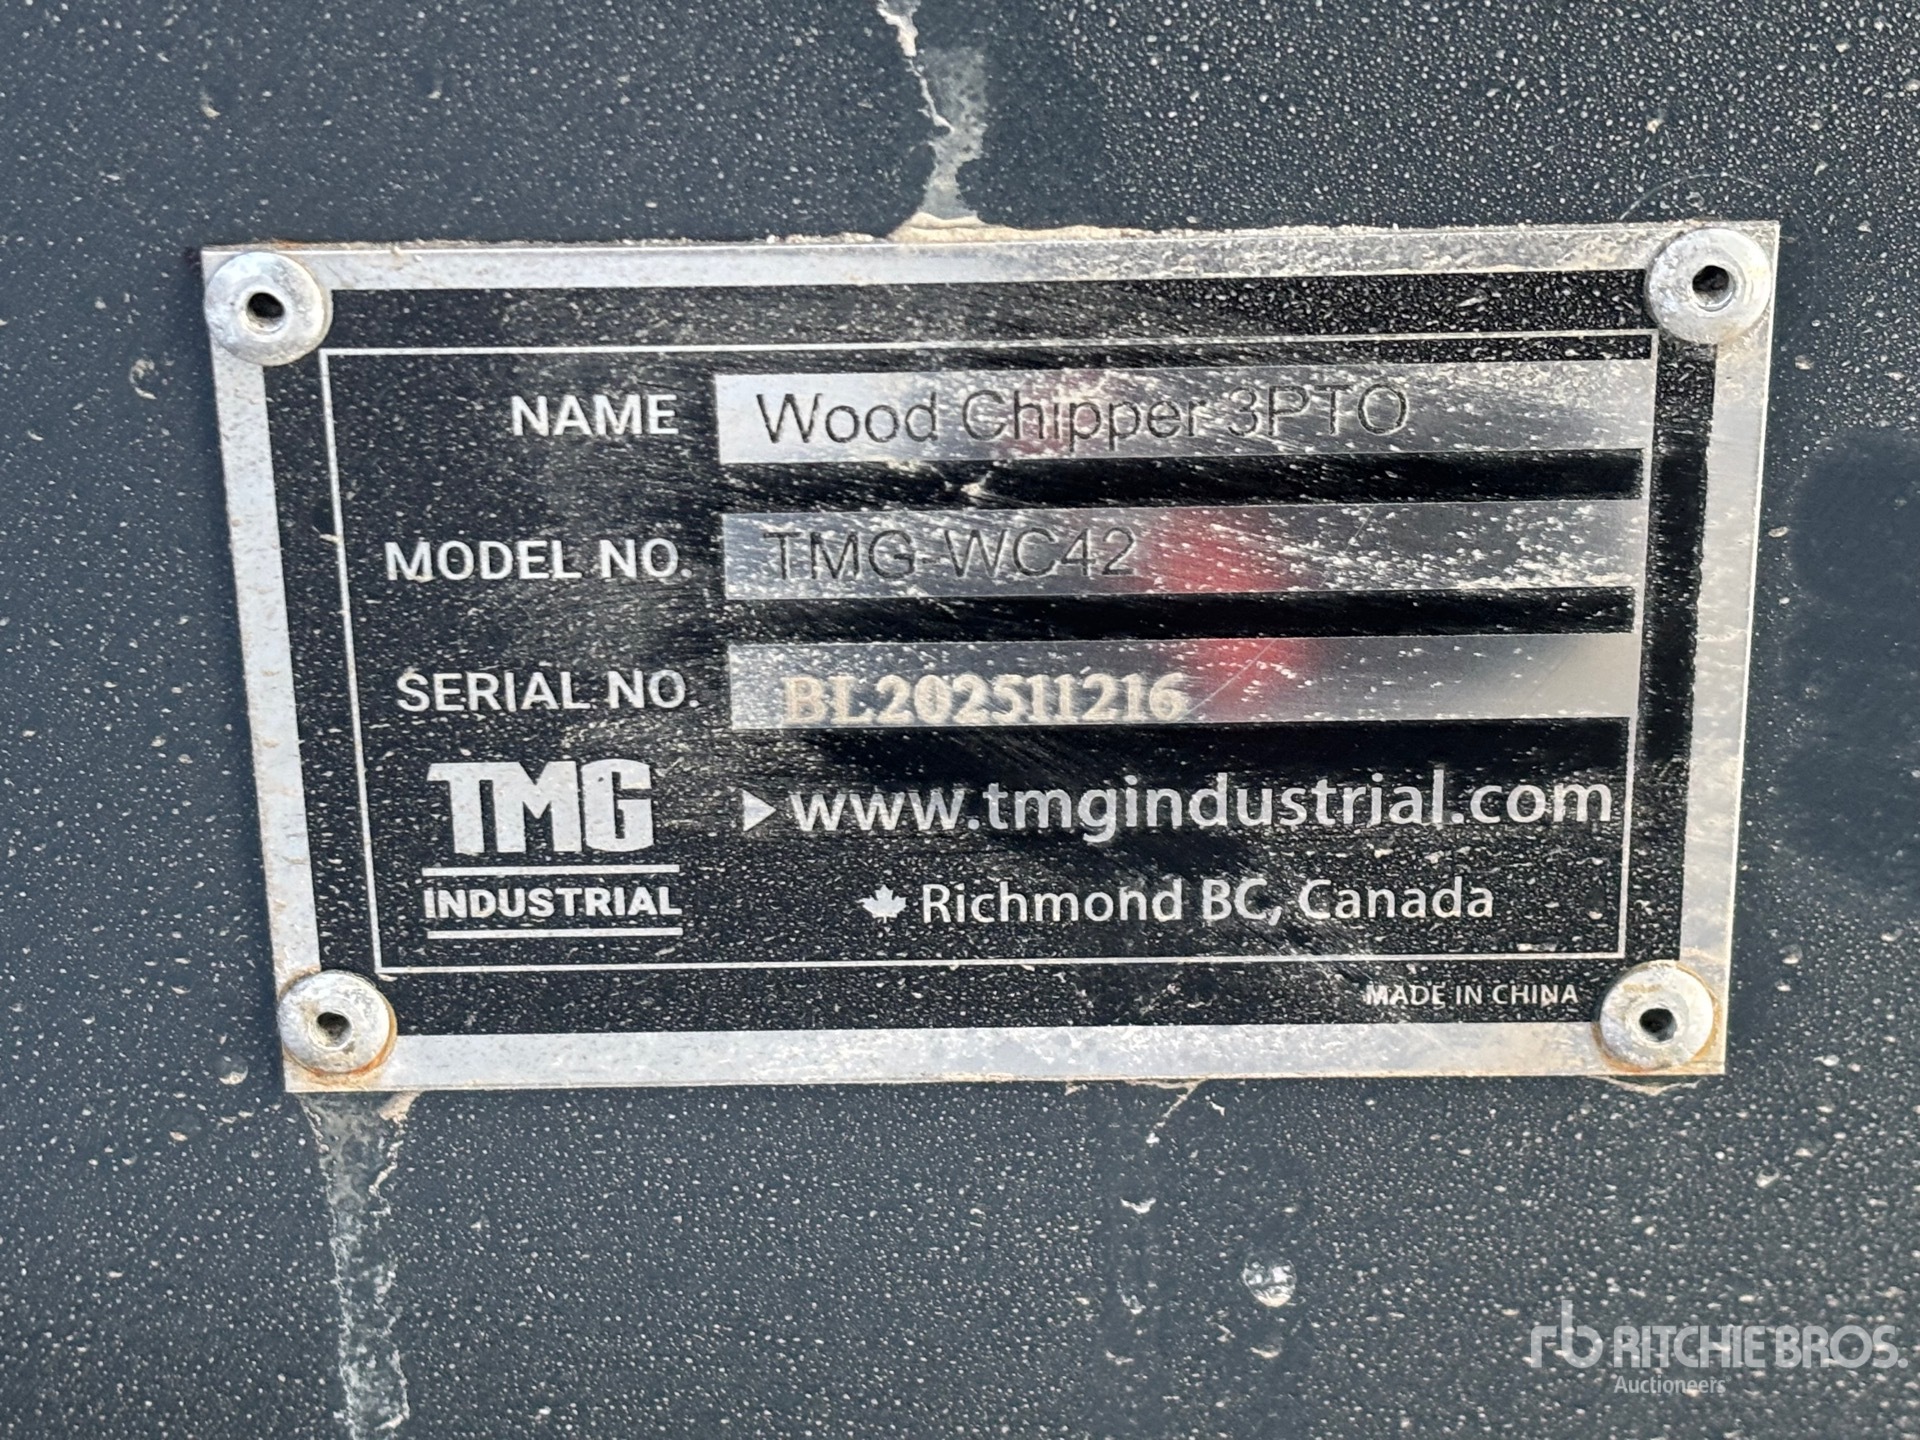 NAME Wood Chipper 3PTO
MODEL NO. TMG-WC42
SERIAL NO. BL202511216
TMG
INDUSTRIAL
www.tmgindustrial.com
Richmond BC, Canada
MADE IN CHINA
rb RITCHIE BROS.
Auctioneers